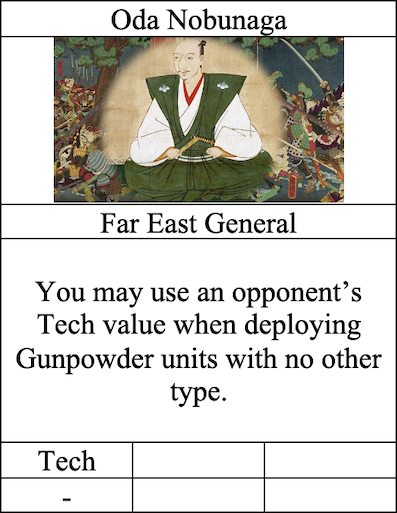 Oda Nobunaga
Far East General
You may use an opponent's
Tech value when deploying
Gunpowder units with no other
type.
Tech
-